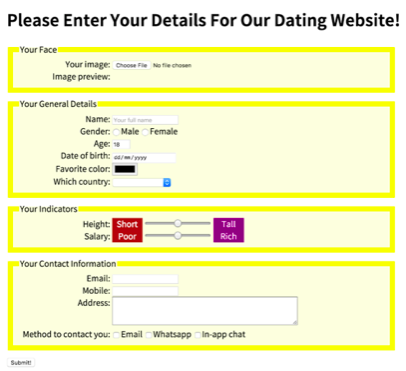 Please Enter Your Details For Our Dating Website!
Your Face
Your image: Choose File No file chosen
Image preview:
Your General Details
Name: Your full name
Gender: Male Female
Age: 18
Date of birth: dd/mm/yyyy
Favorite color:
Which country:
Your Indicators
Height: Short Tall
Salary: Poor Rich
Your Contact Information
Email:
Mobile:
Address:
Method to contact you: Email Whatsapp In-app chat
Submit!